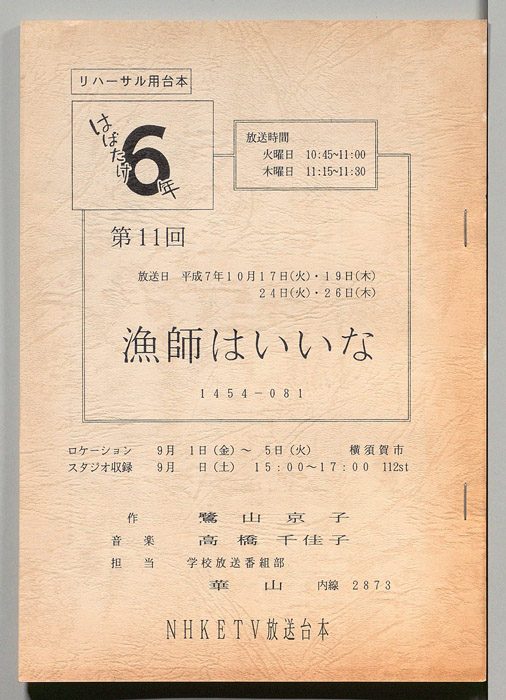 リハーサル用台本
はばたけ6年
放送時間
火曜日 10:45~11:00
木曜日 11:15~11:30
第11回
放送日 平成7年10月17日(火)・19日(木)
24日(火)・26日(木)
漁師はいいな
1454－081
ロケーション 9月 1日(金)～ 5日(火) 横須賀市
スタジオ収録 9月 日(土) 15:00～17:00 112st
作 鷺山京子
音楽 高橋千佳子
担当 学校放送番組部
華山 内線 2873
NHKETV放送台本